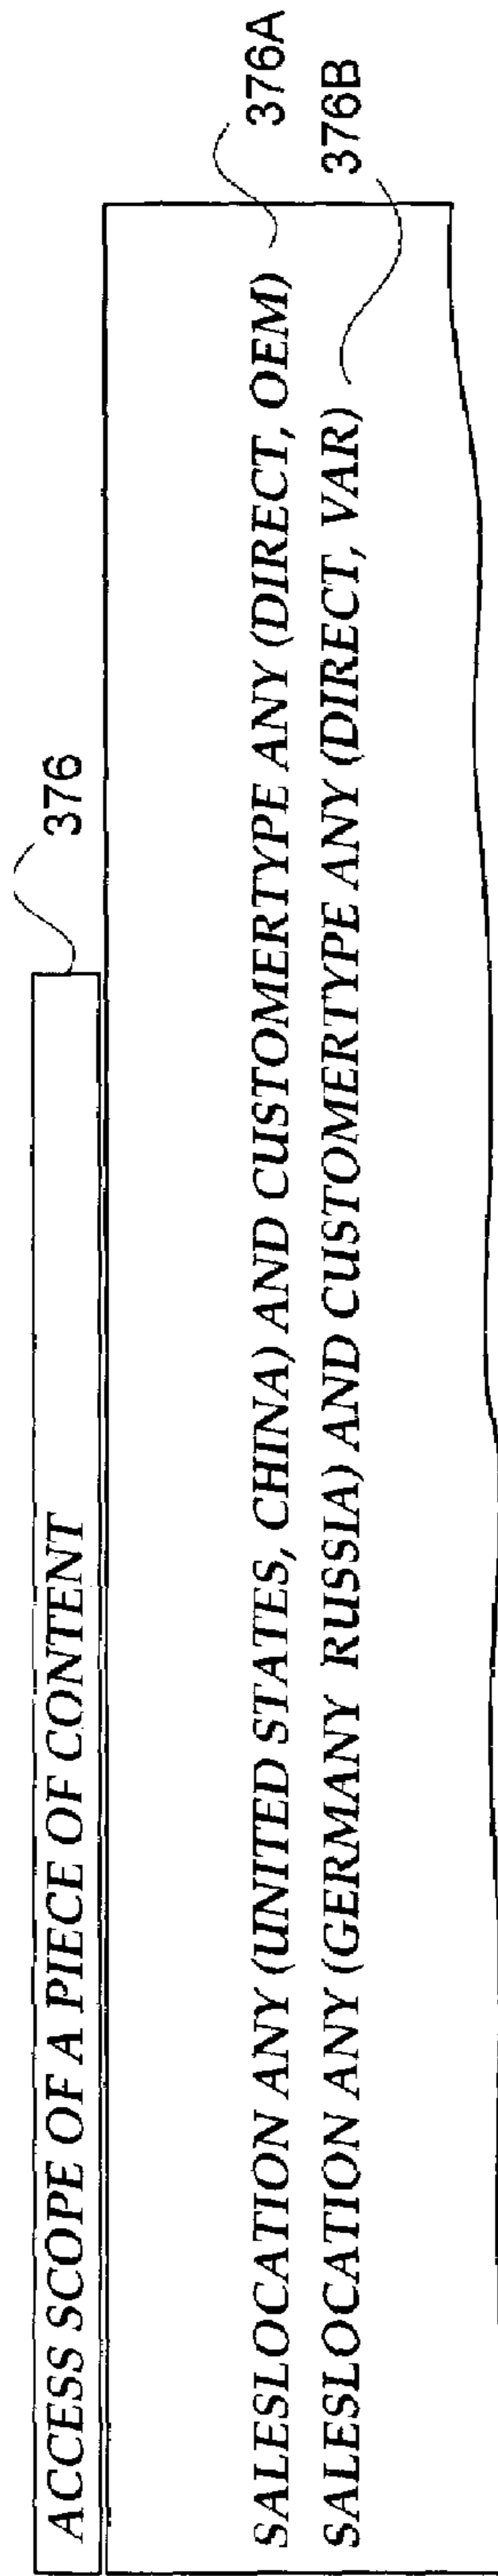 ACCESS SCOPE OF A PIECE OF CONTENT
376
SALESLOCATION ANY (UNITED STATES, CHINA) AND CUSTOMERTYPE ANY (DIRECT, OEM)
376A
SALESLOCATION ANY (GERMANY RUSSIA) AND CUSTOMERTYPE ANY (DIRECT, VAR)
376B